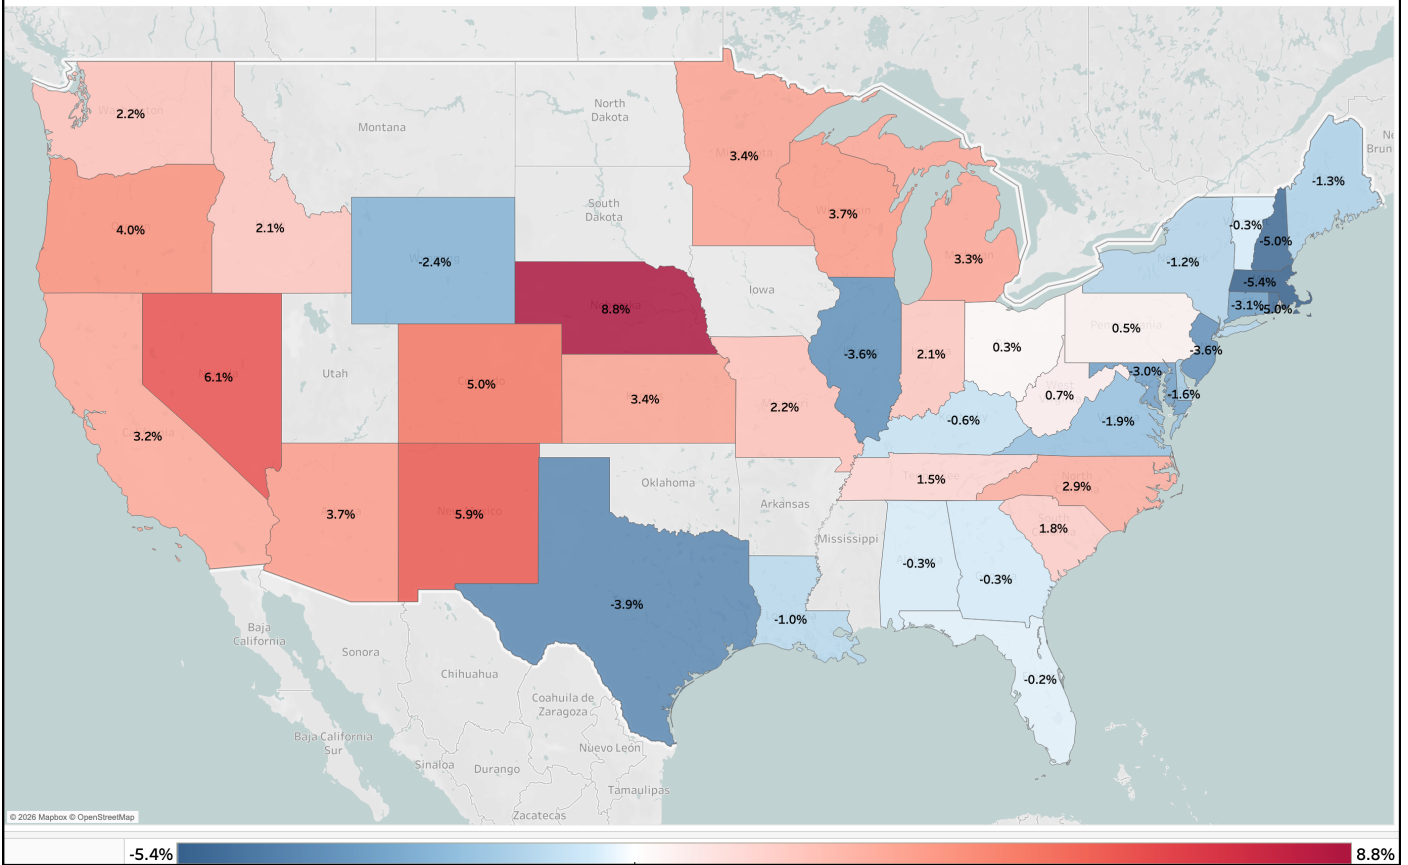 North
Dakota
Montana
2.2%
3.4%
-1.3%
South
Dakota
3.7%
4.0%
2.1%
-0.3%
-5.0%
-2.4%
3.3%
-1.2%
-5.4%
Iowa
8.8%
-3.1%
-5.0%
0.5%
0.3%
-3.6%
2.1%
-3.6%
Utah
6.1%
5.0%
-3.0%
3.4%
0.7%
-1.6%
2.2%
-0.6%
-1.9%
3.2%
Oklahoma
1.5%
North
2.9%
Arkansas
3.7%
5.9%
1.8%
Mississippi
-0.3%
-0.3%
-3.9%
-1.0%
Baja
California
Sonora
Chihuahua
-0.2%
Coahuila de
Zaragoza
Baja California
Sur
Nuevo León
Sinaloa
Durango
Tamaulipas
Zacatecas
© 2026 Mapbox © OpenStreetMap
-5.4%
8.8%